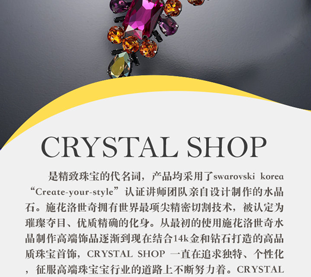 CRYSTAL SHOP
是精致珠宝的代名词，产品均采用了swarovski korea
“Create-your-style”认证讲师团队亲自设计制作的水晶
石。施花洛世奇拥有世界最顶尖精密切割技术，被认定为
璀璨夺目、优质精确的化身。从最初的使用施花洛世奇水
晶制作高端饰品逐渐到现在结合14k金和钻石打造的高品
质珠宝首饰，CRYSTAL SHOP 一直在追求独特、个性化
，征服高端珠宝宝行业的道路上不断努力着。CRYSTAL